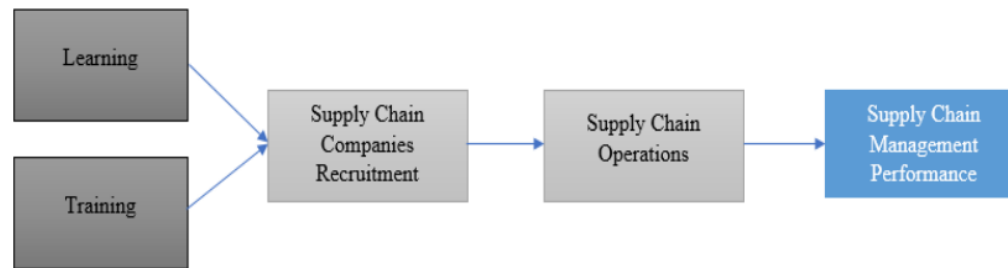 Learning
Training
Supply Chain
Companies
Recruitment
Supply Chain
Operations
Supply Chain
Management
Performance